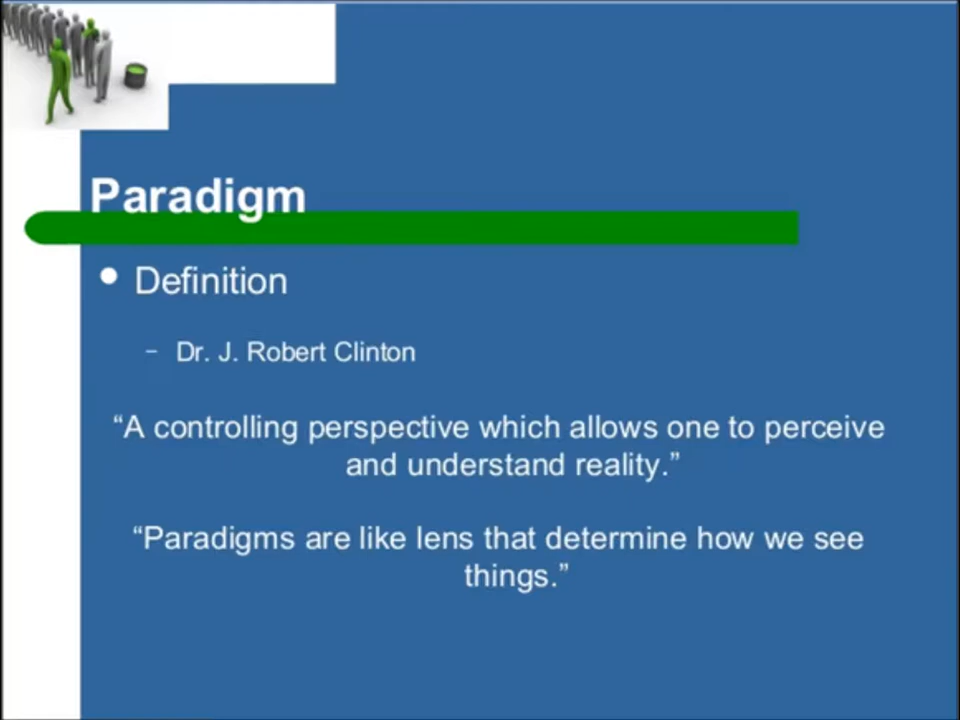 Paradigm
Definition
– Dr. J. Robert Clinton
“A controlling perspective which allows one to perceive
and understand reality.”
“Paradigms are like lens that determine how we see
things.”